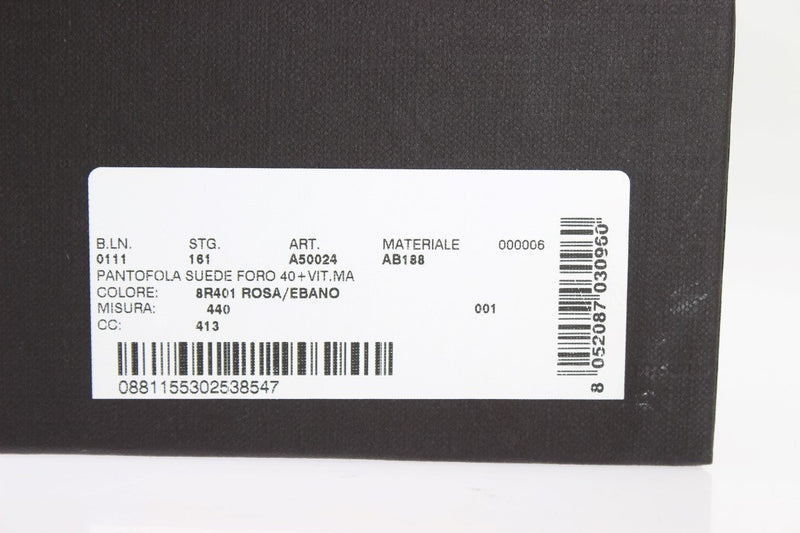 B.LN. STG. ART. MATERIALE 000006
0111 161 A50024 AB188
PANTOFOLA SUEDE FORO 40+VIT.MA
COLORE: 8R401 ROSA/EBANO
MISURA: 440 001
CC: 413
0881155302538547
8 052087 030960